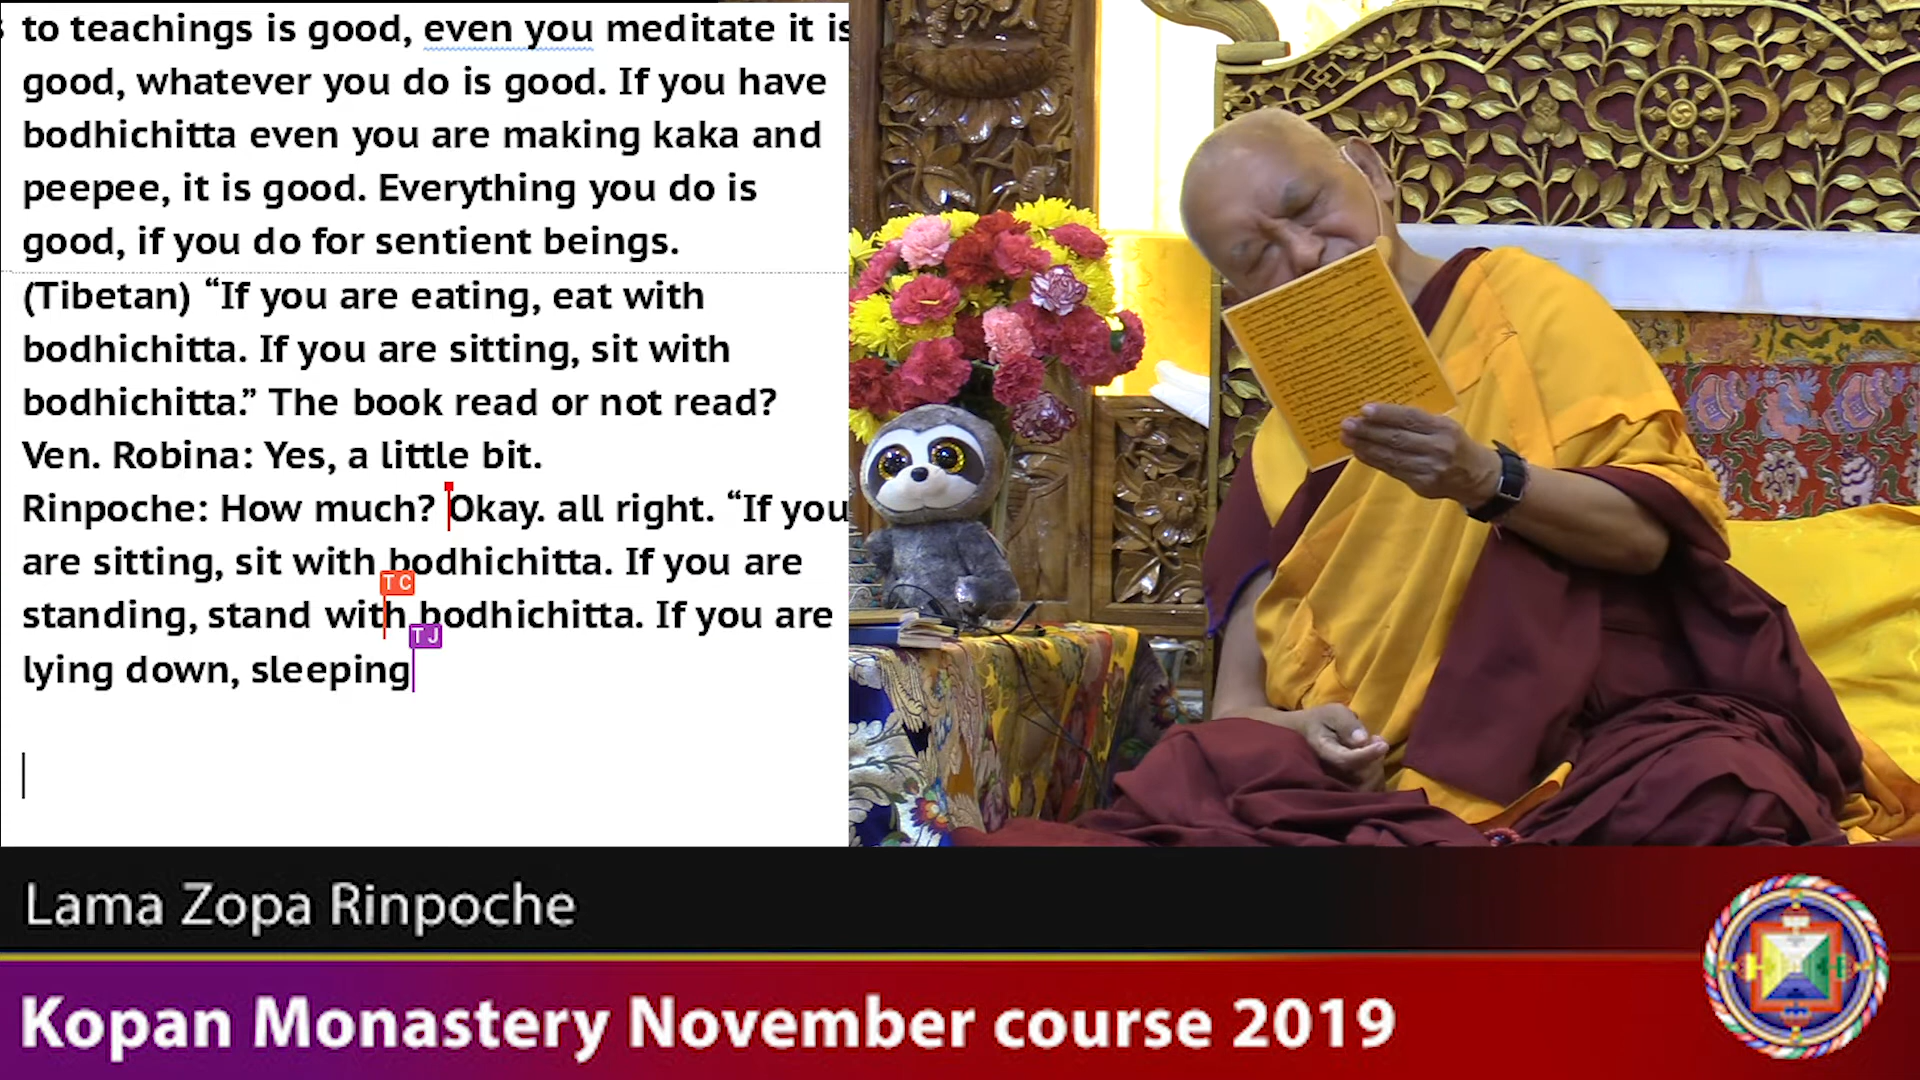 to teachings is good, even you meditate it is
good, whatever you do is good. If you have
bodhichitta even you are making kaka and
peepee, it is good. Everything you do is
good, if you do for sentient beings.
(Tibetan) “If you are eating, eat with
bodhichitta. If you are sitting, sit with
bodhichitta.” The book read or not read?
Ven. Robina: Yes, a little bit.
Rinpoche: How much? Okay. all right. “If you
are sitting, sit with bodhichitta. If you are
TC
standing, stand with bodhichitta. If you are
TJ
lying down, sleeping
Lama Zopa Rinpoche
Kopan Monastery November course 2019